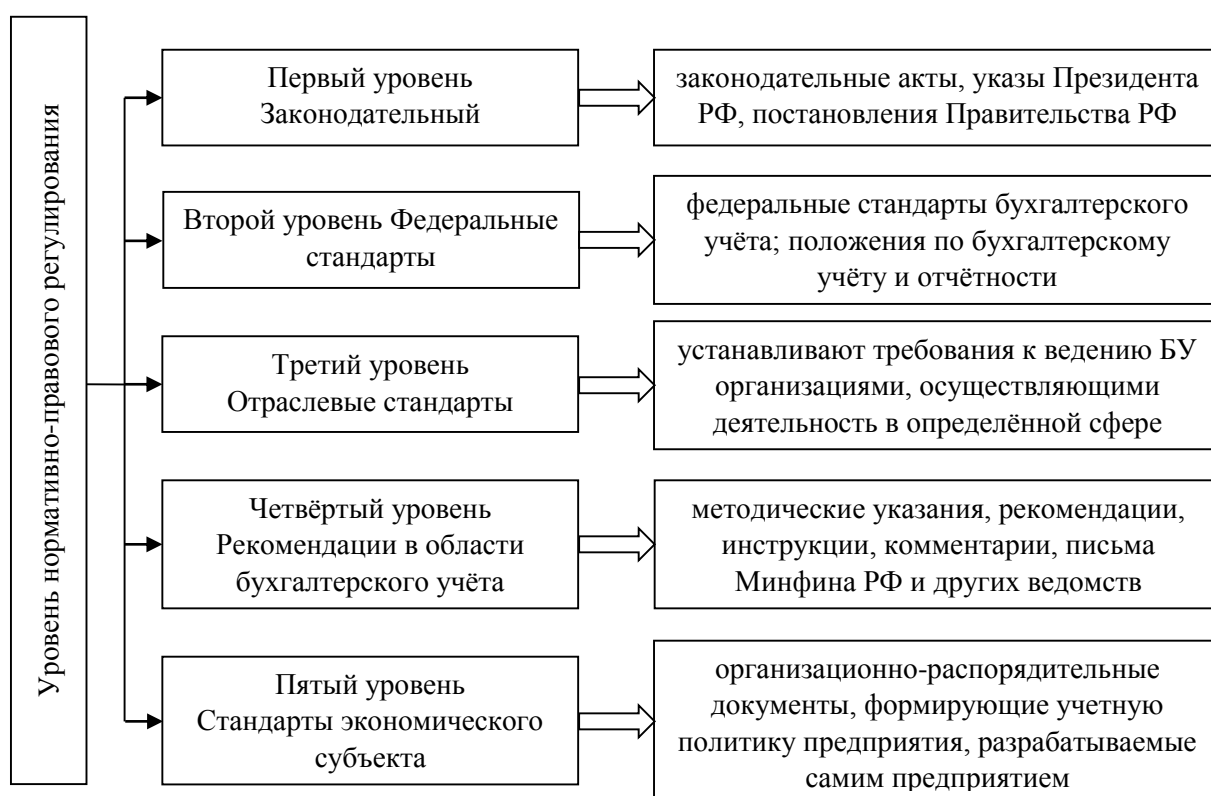 Уровень нормативно-правового регулирования
Первый уровень
Законодательный
законодательные акты, указы Президента
РФ, постановления Правительства РФ
Второй уровень Федеральные
стандарты
федеральные стандарты бухгалтерского
учёта; положения по бухгалтерскому
учёту и отчётности
Третий уровень
Отраслевые стандарты
устанавливают требования к ведению БУ
организациями, осуществляющими
деятельность в определённой сфере
Четвёртый уровень
Рекомендации в области
бухгалтерского учёта
методические указания, рекомендации,
инструкции, комментарии, письма
Минфина РФ и других ведомств
Пятый уровень
Стандарты экономического
субъекта
организационно-распорядительные
документы, формирующие учетную
политику предприятия, разрабатываемые
самим предприятием